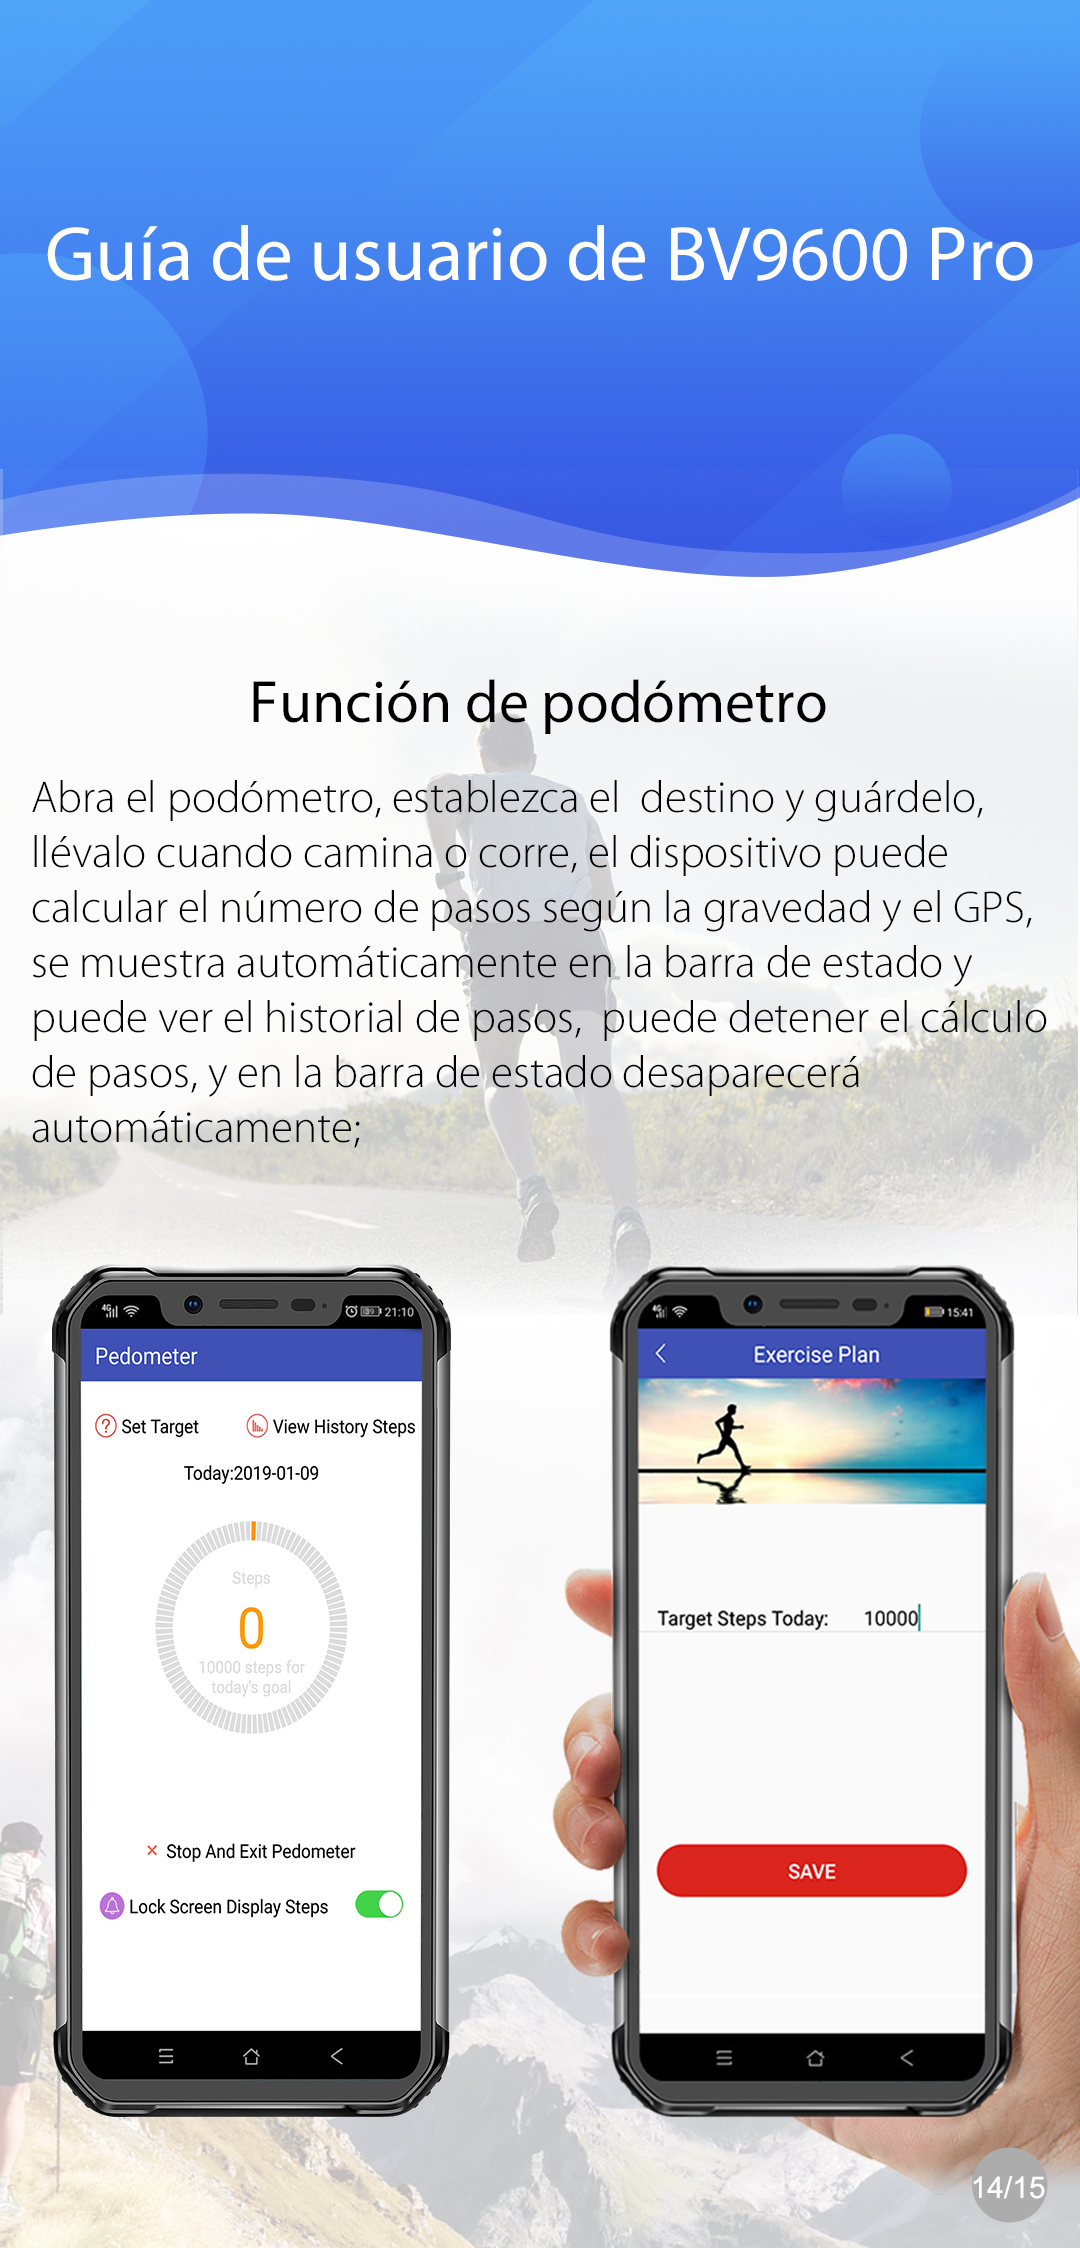 Guía de usuario de BV9600 Pro
Función de podómetro
Abra el podómetro, establezca el destino y guárdelo,
llévalo cuando camina o corre, el dispositivo puede
calcular el número de pasos según la gravedad y el GPS,
se muestra automáticamente en la barra de estado y
puede ver el historial de pasos, puede detener el cálculo
de pasos, y en la barra de estado desaparecerá
automáticamente;
4G 39 21:10
Pedometer
Set Target View History Steps
Today:2019-01-09
Steps
0
10000 steps for
today's goal
× Stop And Exit Pedometer
Lock Screen Display Steps
4G 15:41
Exercise Plan
Target Steps Today: 10000
SAVE
14/15